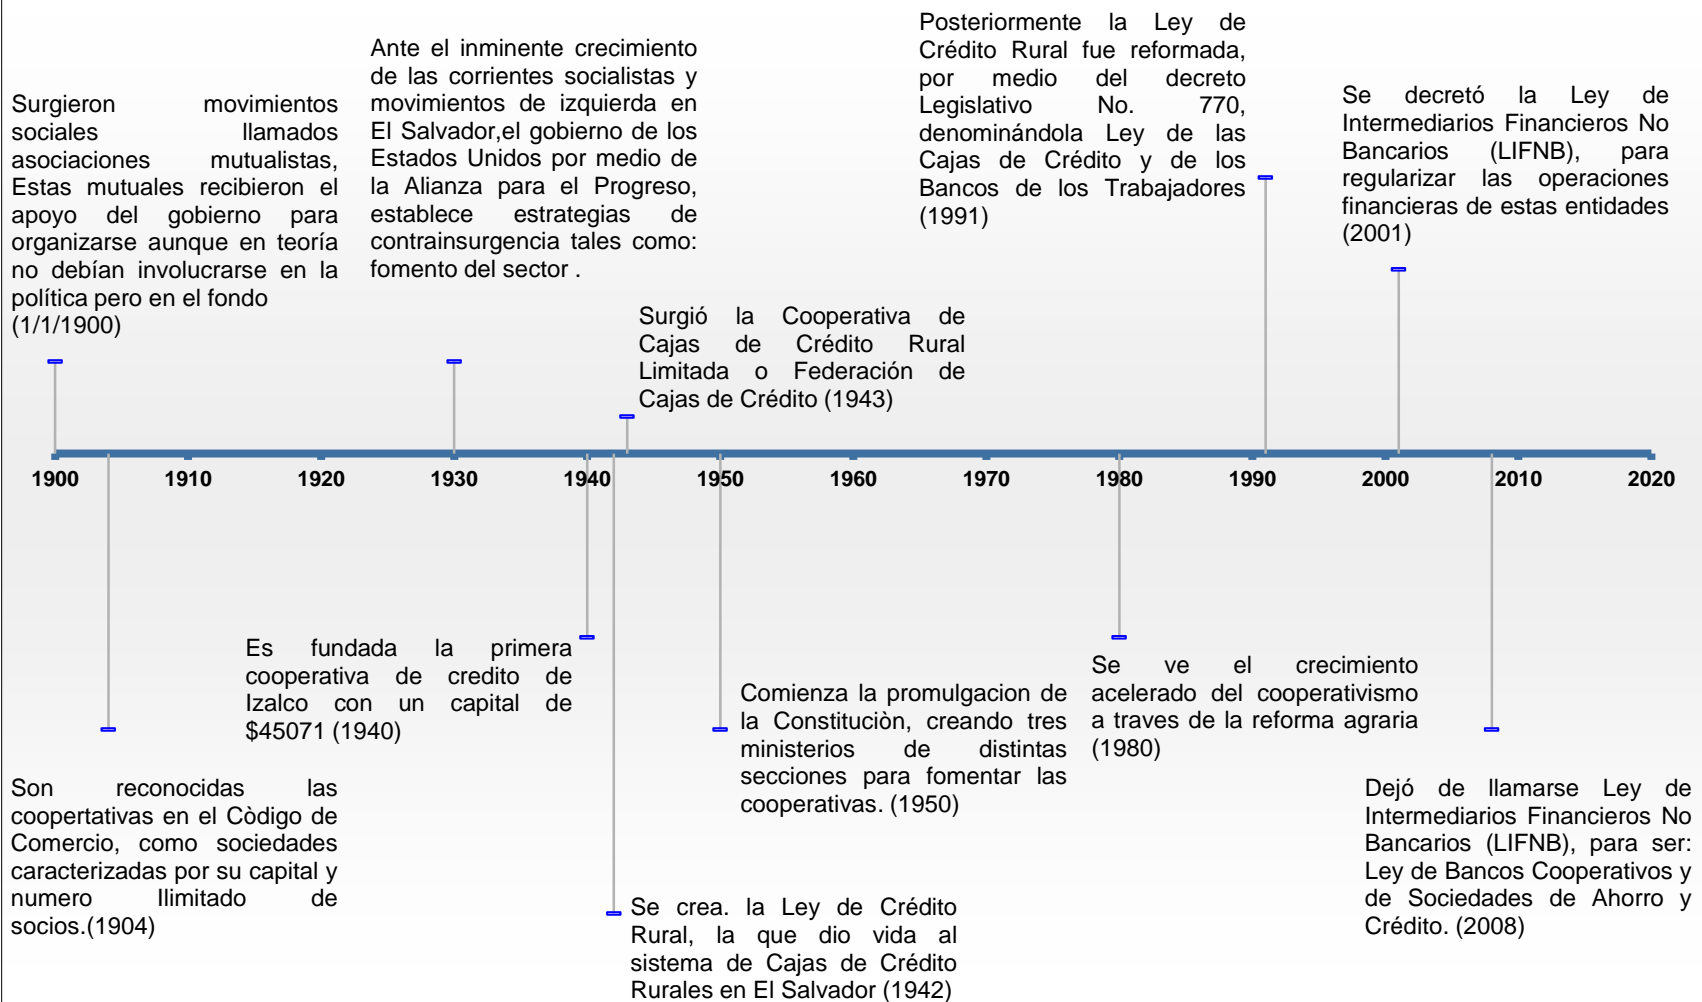 Surgieron movimientos
sociales llamados
asociaciones mutualistas,
Estas mutuales recibieron el
apoyo del gobierno para
organizarse aunque en teoría
no debían involucrarse en la
política pero en el fondo
(1/1/1900)
Ante el inminente crecimiento
de las corrientes socialistas y
movimientos de izquierda en
El Salvador,el gobierno de los
Estados Unidos por medio de
la Alianza para el Progreso,
establece estrategias de
contrainsurgencia tales como:
fomento del sector .
Surgió la Cooperativa de
Cajas de Crédito Rural
Limitada o Federación de
Cajas de Crédito (1943)
Posteriormente la Ley de
Crédito Rural fue reformada,
por medio del decreto
Legislativo No. 770,
denominándola Ley de las
Cajas de Crédito y de los
Bancos de los Trabajadores
(1991)
Se decretó la Ley de
Intermediarios Financieros No
Bancarios (LIFNB), para
regularizar las operaciones
financieras de estas entidades
(2001)
1900 1910 1920 1930 1940 1950 1960 1970 1980 1990 2000 2010 2020
Son reconocidas las
coopertativas en el Còdigo de
Comercio, como sociedades
caracterizadas por su capital y
numero Ilimitado de
socios.(1904)
Es fundada la primera
cooperativa de credito de
Izalco con un capital de
$45071 (1940)
Se crea. la Ley de Crédito
Rural, la que dio vida al
sistema de Cajas de Crédito
Rurales en El Salvador (1942)
Comienza la promulgacion de
la Constituciòn, creando tres
ministerios de distintas
secciones para fomentar las
cooperativas. (1950)
Se ve el crecimiento
acelerado del cooperativismo
a traves de la reforma agraria
(1980)
Dejó de llamarse Ley de
Intermediarios Financieros No
Bancarios (LIFNB), para ser:
Ley de Bancos Cooperativos y
de Sociedades de Ahorro y
Crédito. (2008)